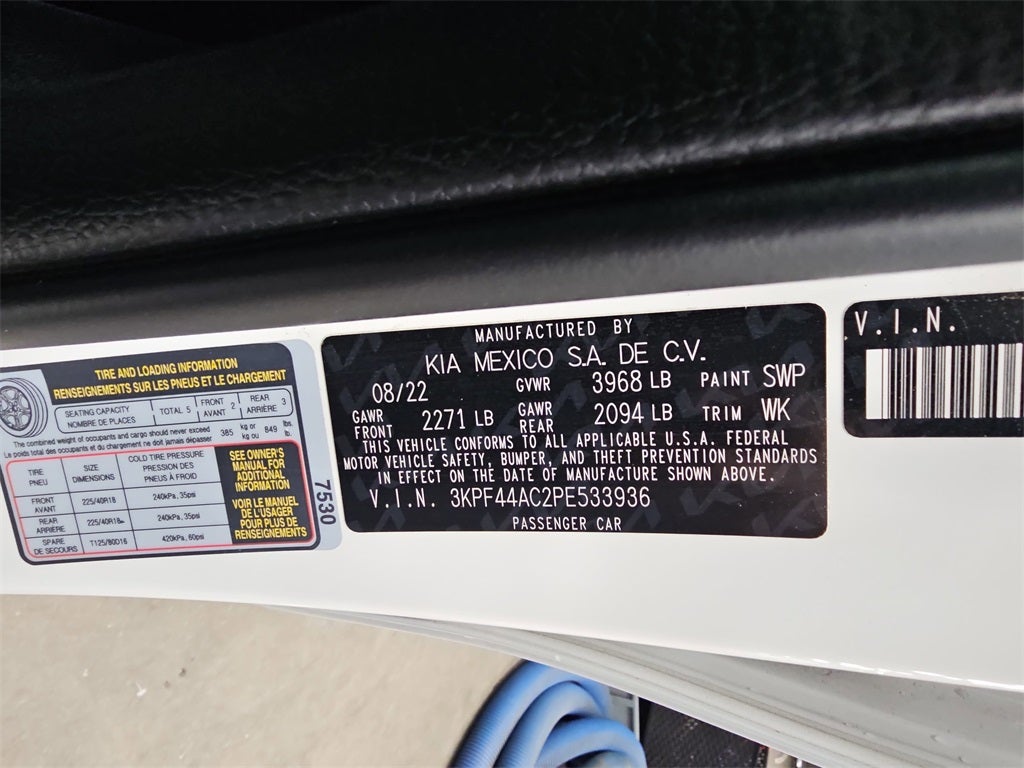 TIRE AND LOADING INFORMATION
RENSEIGNEMENTS SUR LES PNEUS ET LE CHARGEMENT
SEATING CAPACITY
NOMBRE DE PLACES
TOTAL 5
FRONT
AVANT 2
REAR
ARRIÈRE 3
The combined weight of occupants and cargo should never exceed
Le poids total des occupants et du chargement ne doit jamais dépasser
385 kg or
kg ou 849 lbs.
lb.
TIRE
PNEU
SIZE
DIMENSIONS
COLD TIRE PRESSURE
PRESSION DES
PNEUS À FROID
FRONT
AVANT
225/40R18
240kPa, 35psi
REAR
ARRIÈRE
225/40R18
240kPa, 35psi
SPARE
DE SECOURS
T125/80D16
420kPa, 60psi
SEE OWNER'S
MANUAL FOR
ADDITIONAL
INFORMATION
VOIR LE MANUEL
DE L'USAGER
POUR PLUS DE
RENSEIGNEMENTS
7530
MANUFACTURED BY
KIA MEXICO S.A. DE C.V.
08/22 GVWR 3968 LB PAINT SWP
GAWR
FRONT 2271 LB GAWR
REAR 2094 LB TRIM WK
THIS VEHICLE CONFORMS TO ALL APPLICABLE U.S.A. FEDERAL
MOTOR VEHICLE SAFETY, BUMPER, AND THEFT PREVENTION STANDARDS
IN EFFECT ON THE DATE OF MANUFACTURE SHOWN ABOVE.
V.I.N. 3KPF44AC2PE533936
PASSENGER CAR
V.I.N.